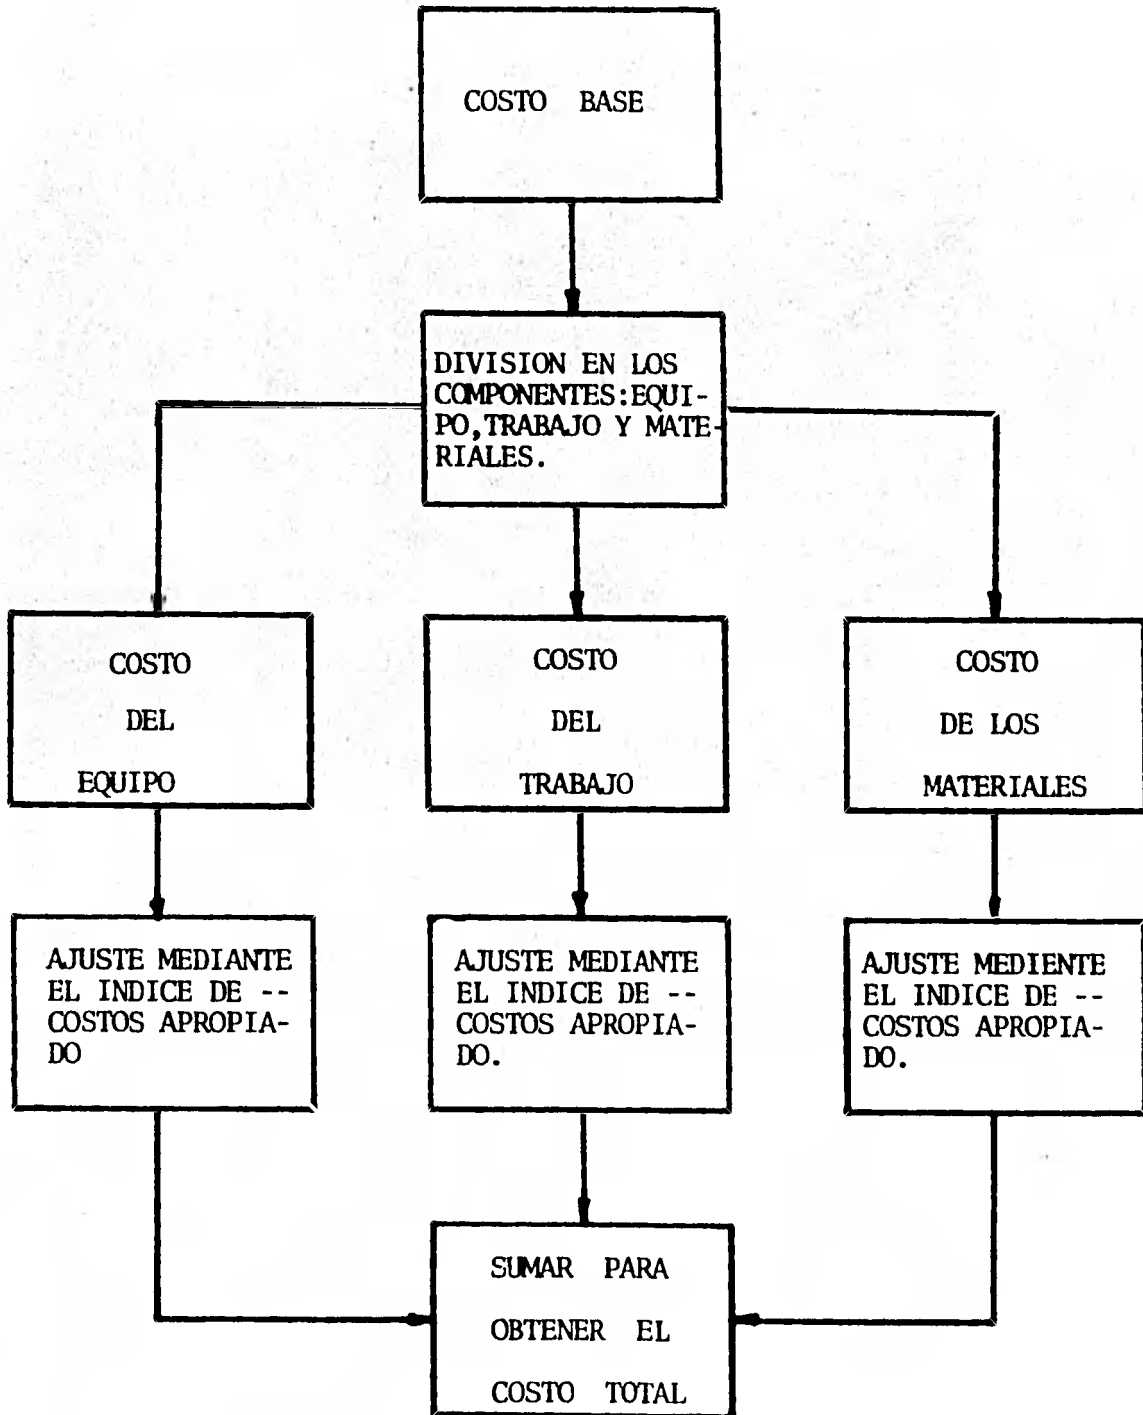 COSTO BASE
DIVISION EN LOS
COMPONENTES:EQUI-
PO,TRABAJO Y MATE-
RIALES.
COSTO
DEL
EQUIPO
COSTO
DEL
TRABAJO
COSTO
DE LOS
MATERIALES
AJUSTE MEDIANTE
EL INDICE DE --
COSTOS APROPIA-
DO
AJUSTE MEDIANTE
EL INDICE DE --
COSTOS APROPIA-
DO.
AJUSTE MEDIENTE
EL INDICE DE --
COSTOS APROPIA-
DO.
SUMAR PARA
OBTENER EL
COSTO TOTAL